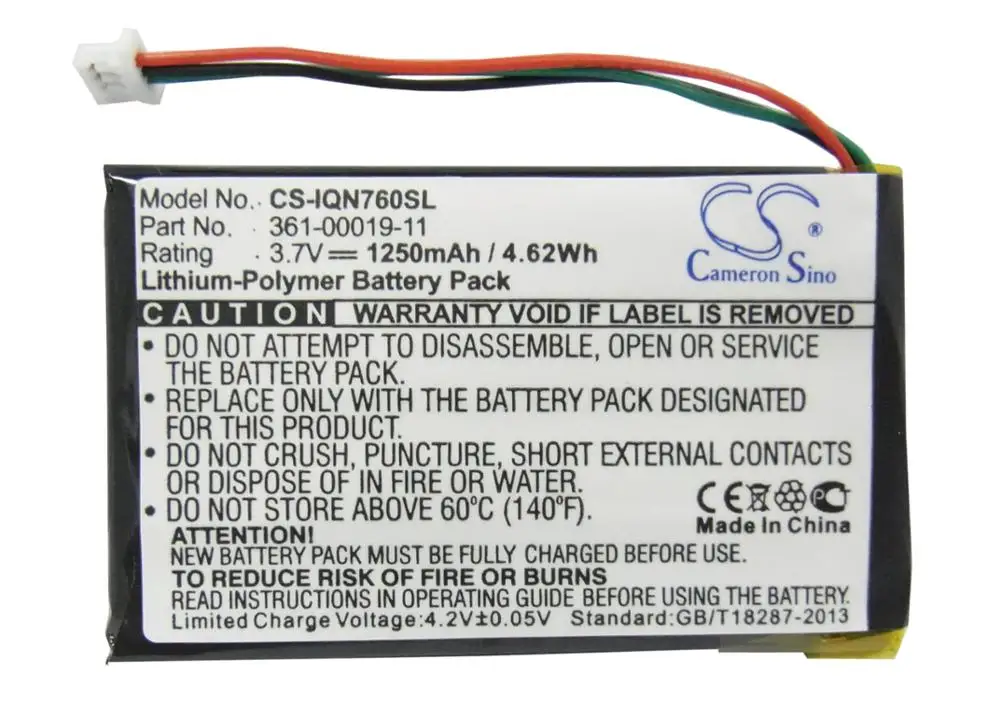 Model No. CS-IQN760SL
Part No. 361-00019-11
Rating 3.7V 1250mAh / 4.62Wh
Lithium-Polymer Battery Pack
CS ®
Cameron Sino
CAUTION WARRANTY VOID IF LABEL IS REMOVED
• DO NOT ATTEMPT TO DISASSEMBLE, OPEN OR SERVICE
THE BATTERY PACK.
• REPLACE ONLY WITH THE BATTERY PACK DESIGNATED
FOR THIS PRODUCT.
• DO NOT CRUSH, PUNCTURE, SHORT EXTERNAL CONTACTS
OR DISPOSE OF IN FIRE OR WATER.
• DO NOT STORE ABOVE 60°C (140°F).
CE PC
Made In China
ATTENTION!
NEW BATTERY PACK MUST BE FULLY CHARGED BEFORE USE.
TO REDUCE RISK OF FIRE OR BURNS
READ INSTRUCTIONS IN OPERATING GUIDE BEFORE USING THE BATTERY.
Limited Charge Voltage:4.2V±0.05V Standard:GB/T18287-2013